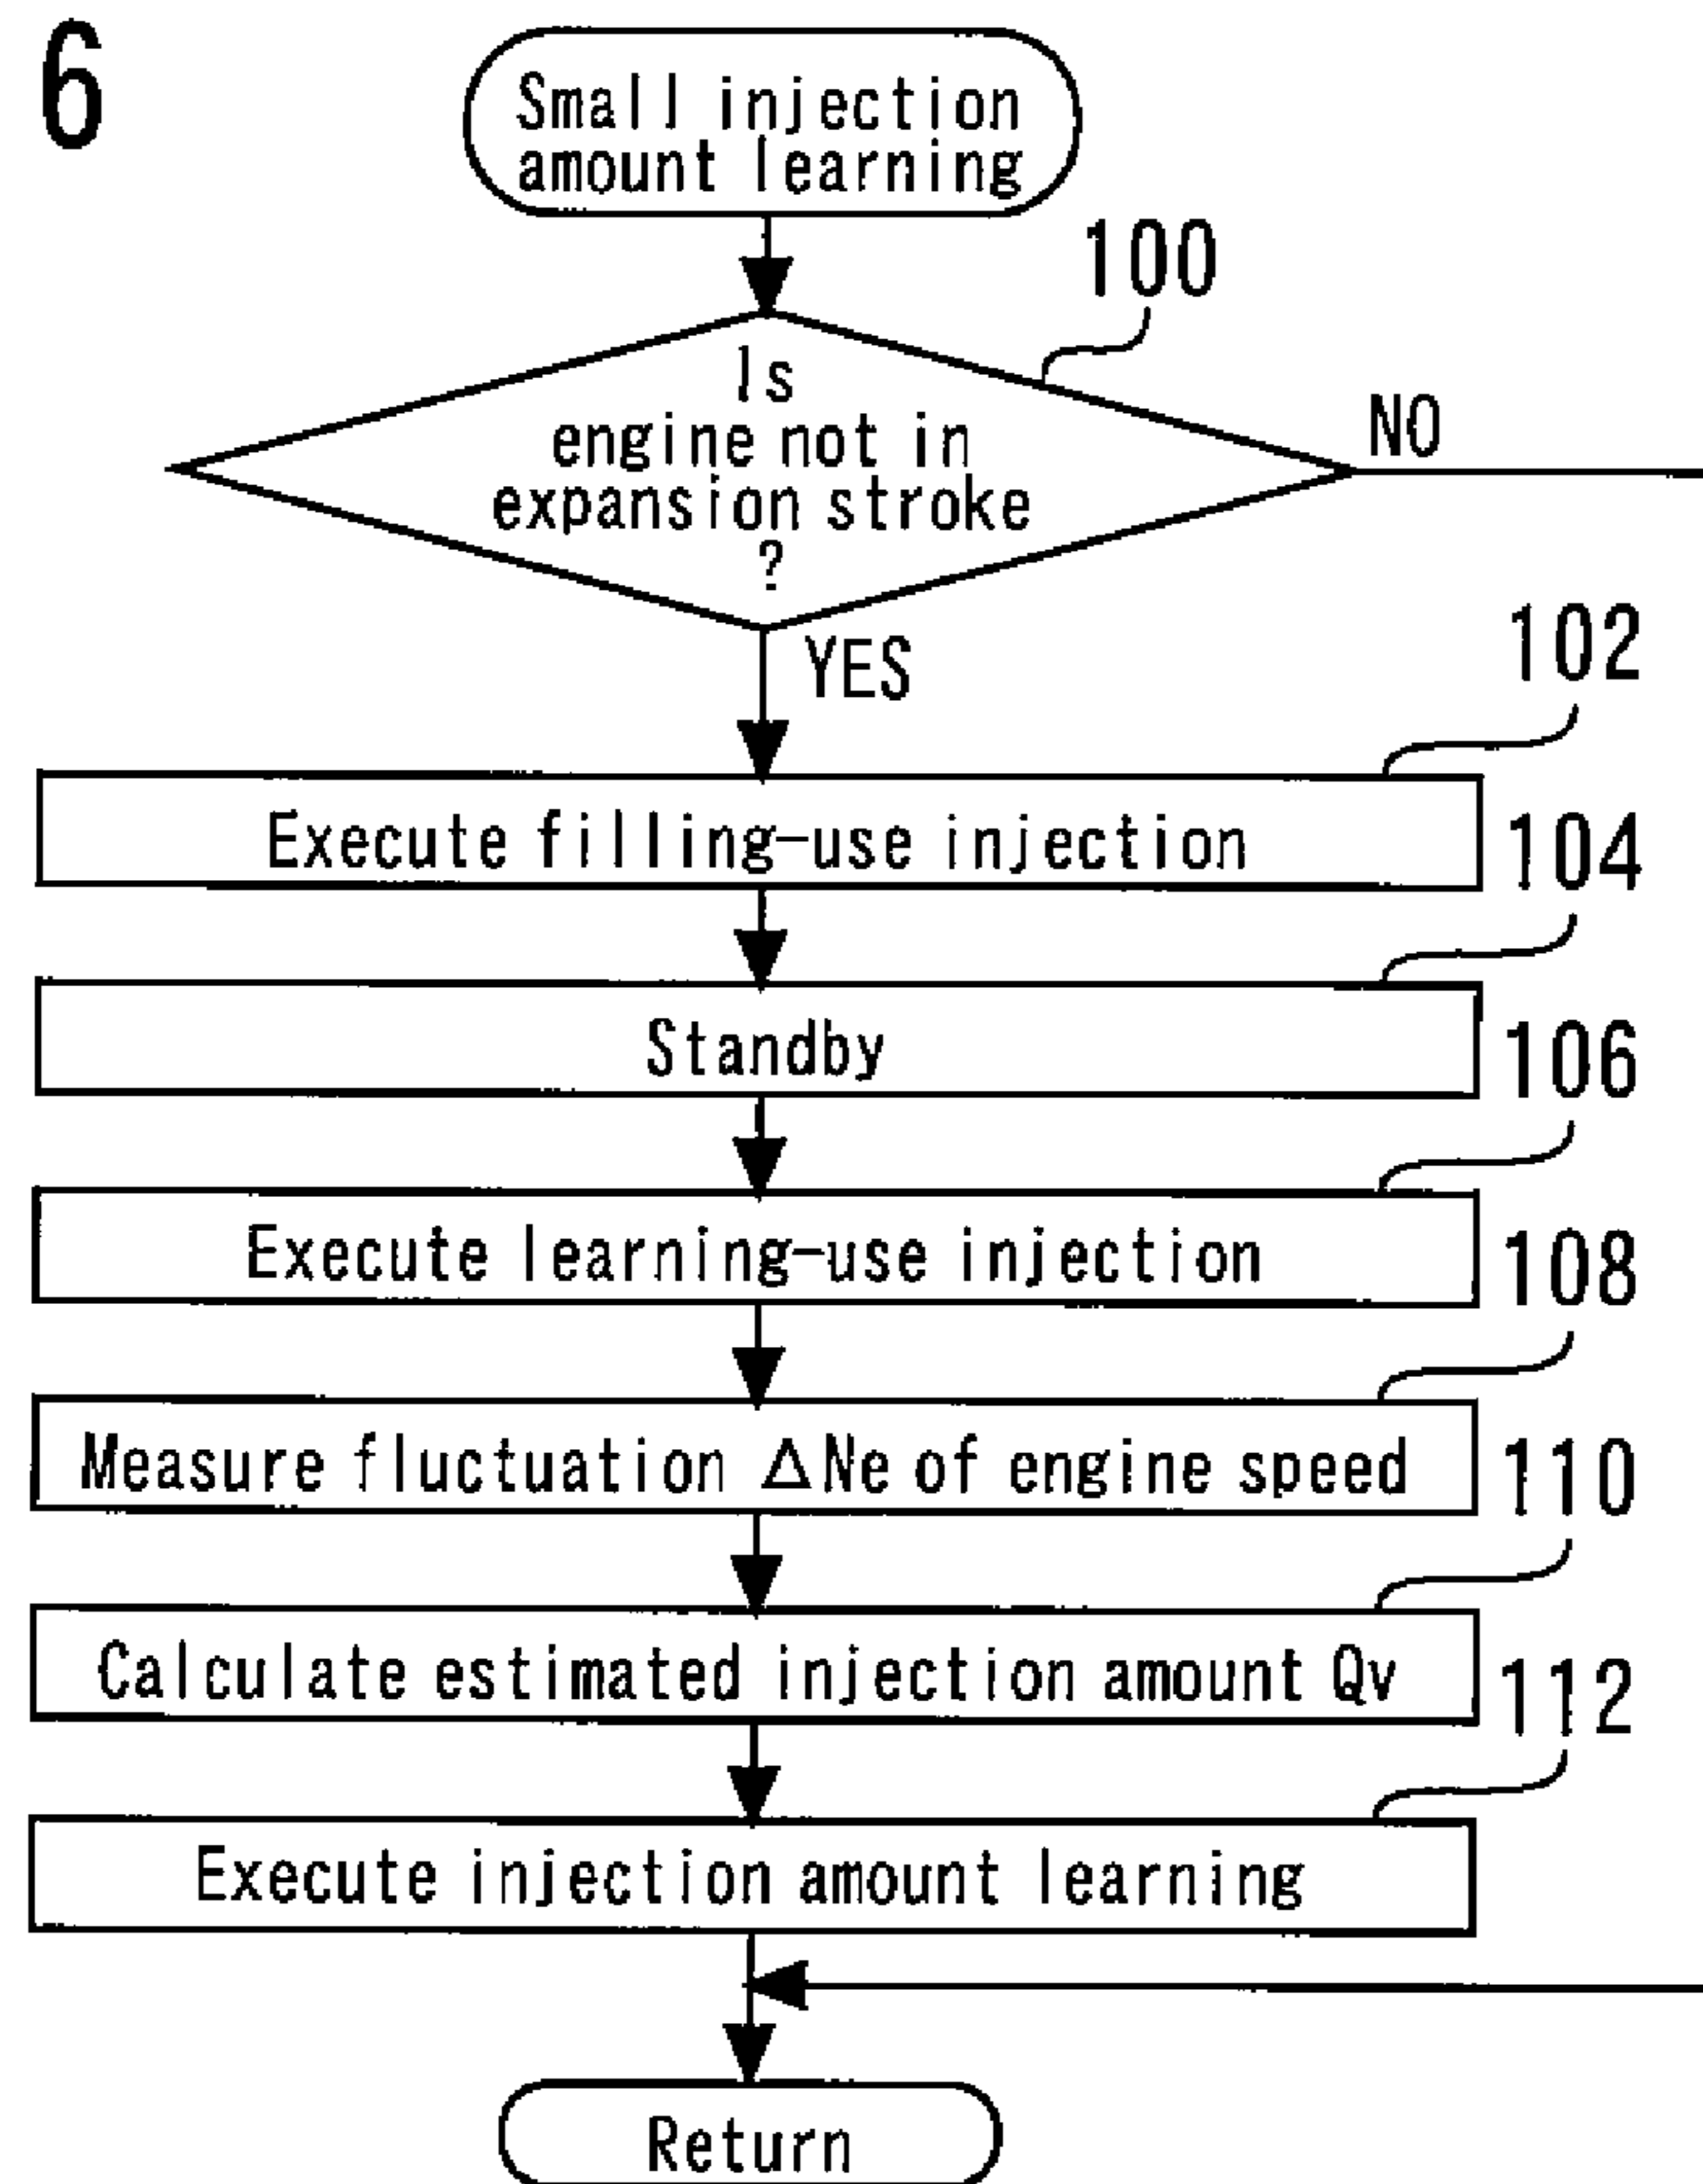 6
Small injection
amount learning
100
Is
engine not in
expansion stroke
?
NO
YES
102
Execute filling-use injection
104
Standby
106
Execute learning-use injection
108
Measure fluctuation ΔNe of engine speed
110
Calculate estimated injection amount Qv
112
Execute injection amount learning
Return